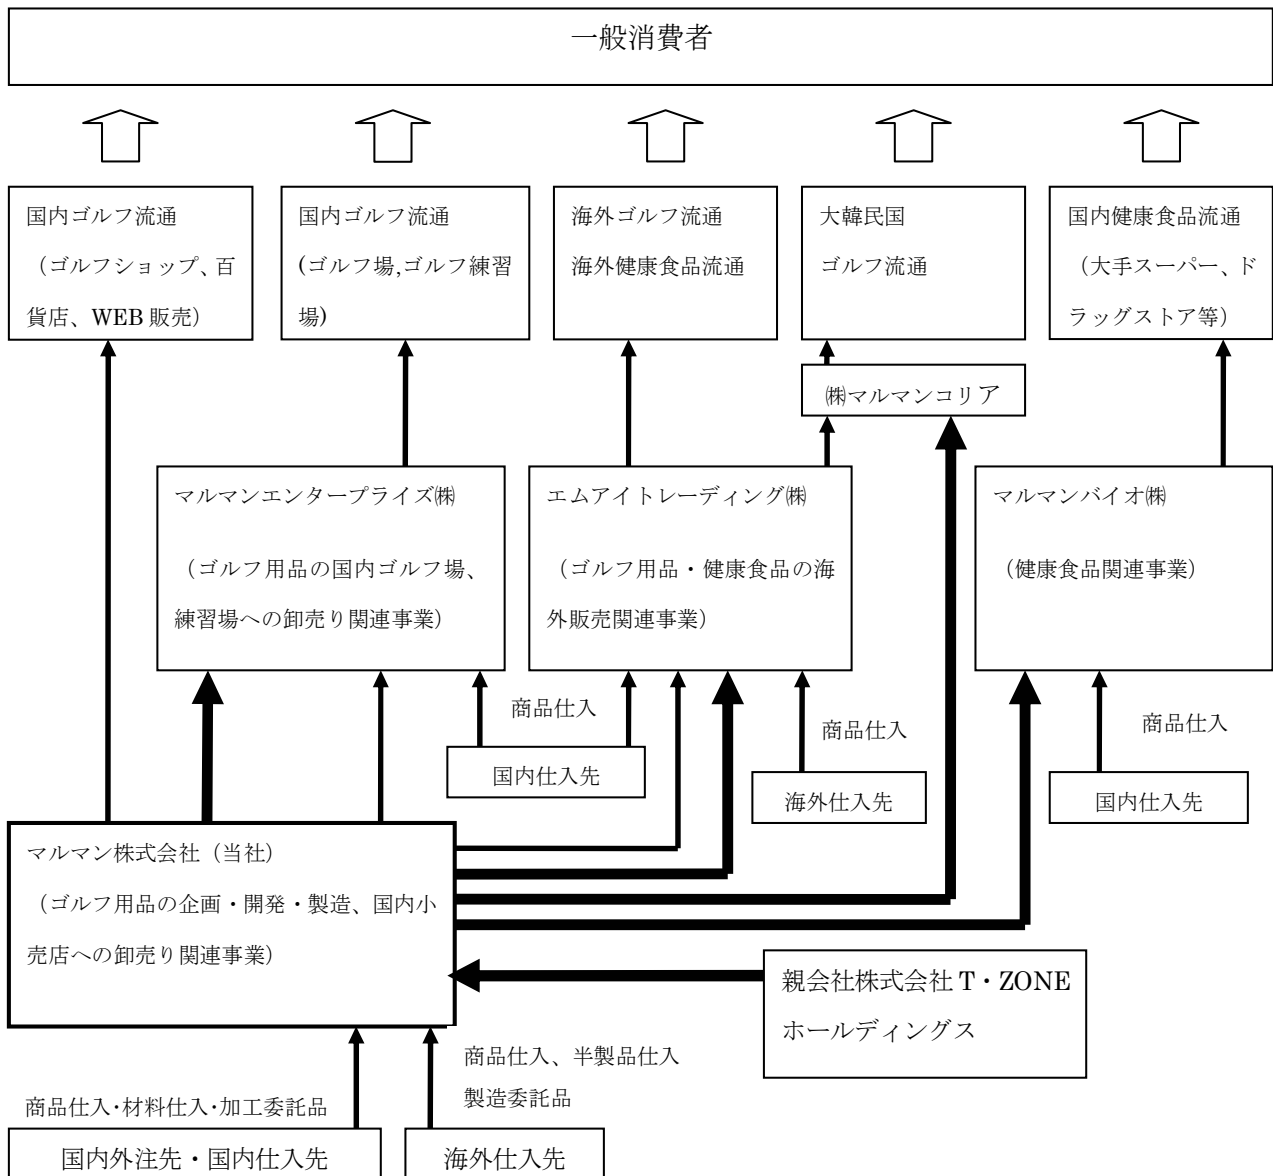 一般消費者
国内ゴルフ流通
（ゴルフショップ、百
貨店、WEB 販売）
国内ゴルフ流通
(ゴルフ場,ゴルフ練習
場)
海外ゴルフ流通
海外健康食品流通
大韓民国
ゴルフ流通
国内健康食品流通
（大手スーパー、ド
ラッグストア等）
㈱マルマンコリア
マルマンエンタープライズ㈱
（ゴルフ用品の国内ゴルフ場、
練習場への卸売り関連事業）
エムアイトレーディング㈱
（ゴルフ用品・健康食品の海
外販売関連事業）
マルマンバイオ㈱
（健康食品関連事業）
商品仕入
商品仕入
商品仕入
国内仕入先
海外仕入先
国内仕入先
マルマン株式会社（当社）
（ゴルフ用品の企画・開発・製造、国内小
売店への卸売り関連事業）
親会社株式会社 T・ZONE
ホールディングス
商品仕入、半製品仕入
製造委託品
商品仕入･材料仕入･加工委託品
国内外注先・国内仕入先
海外仕入先